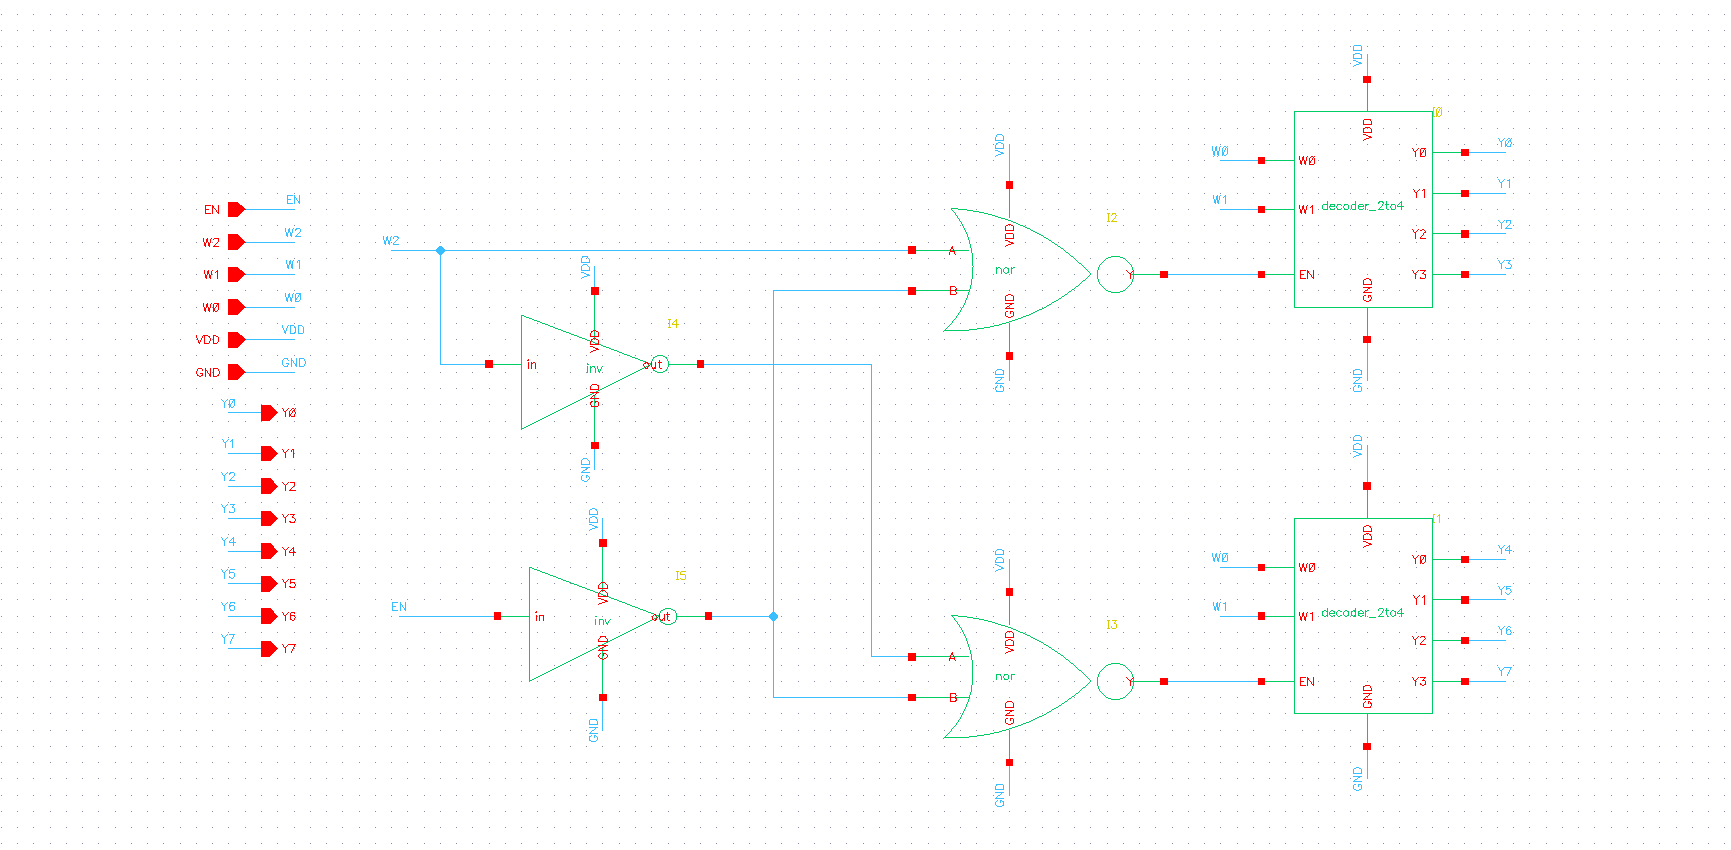 EN EN
W2 W2
W1 W1
WØ WØ
VDD VDD
GND GND
YØ YØ
Y1 Y1
Y2 Y2
Y3 Y3
Y4 Y4
Y5 Y5
Y6 Y6
Y7 Y7
W2
VDD
I4
VDD
in inv out
GND
GND
VDD
I5
EN
VDD
in inv out
GND
GND
VDD
I2
VDD
A
nor Y
B
GND
GND
VDD
I3
VDD
A
nor Y
B
GND
GND
VDD
IØ
VDD
WØ WØ YØ YØ
W1 W1 decoder_2to4 Y1 Y1
Y2 Y2
EN Y3 Y3
GND
GND
VDD
I1
VDD
WØ WØ YØ Y4
W1 W1 decoder_2to4 Y1 Y5
Y2 Y6
EN Y3 Y7
GND
GND